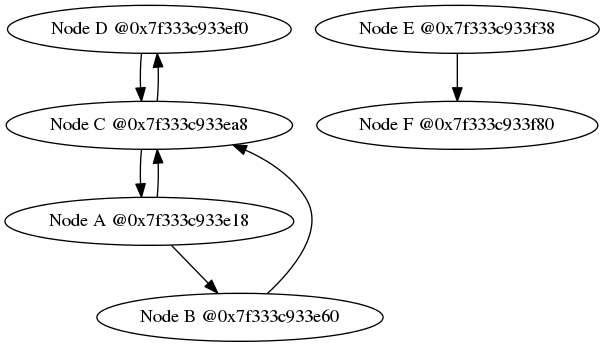 Node D @0x7f333c933ef0
Node E @0x7f333c933f38
Node C @0x7f333c933ea8
Node F @0x7f333c933f80
Node A @0x7f333c933e18
Node B @0x7f333c933e60